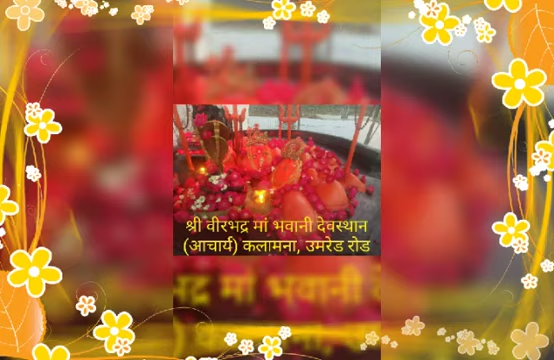 श्री वीरभद्र मां भवानी देवस्थान
(आचार्य) कलामना, उमरेड रोड